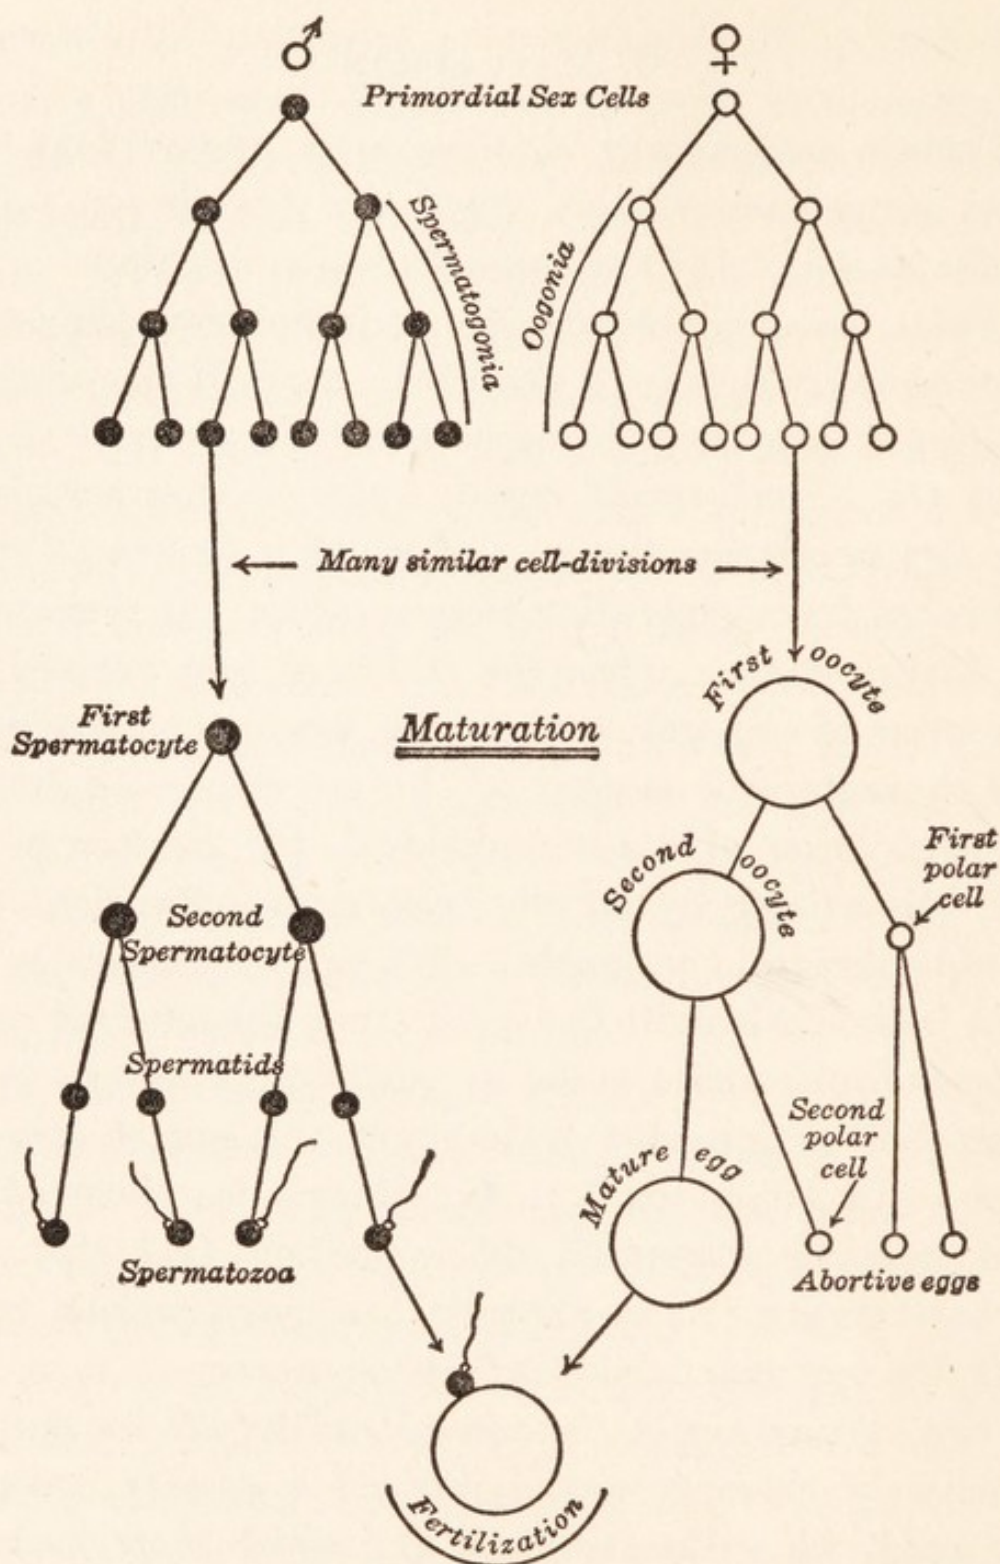 ♂ ♀
Primordial Sex Cells
Spermatogonia
Oogonia
Many similar cell-divisions
First oocyte
First
Spermatocyte
Maturation
First
polar
cell
Second oocyte
Second
Spermatocyte
Spermatids
Second
polar
cell
Mature egg
Spermatozoa
Abortive eggs
Fertilization